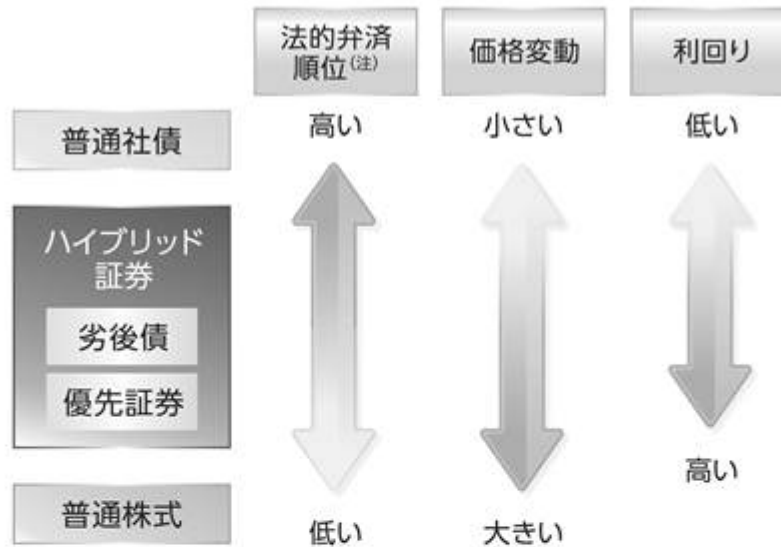 法的弁済
順位(注)
価格変動
利回り
普通社債
高い
小さい
低い
ハイブリッド
証券
劣後債
優先証券
高い
普通株式
低い
大きい